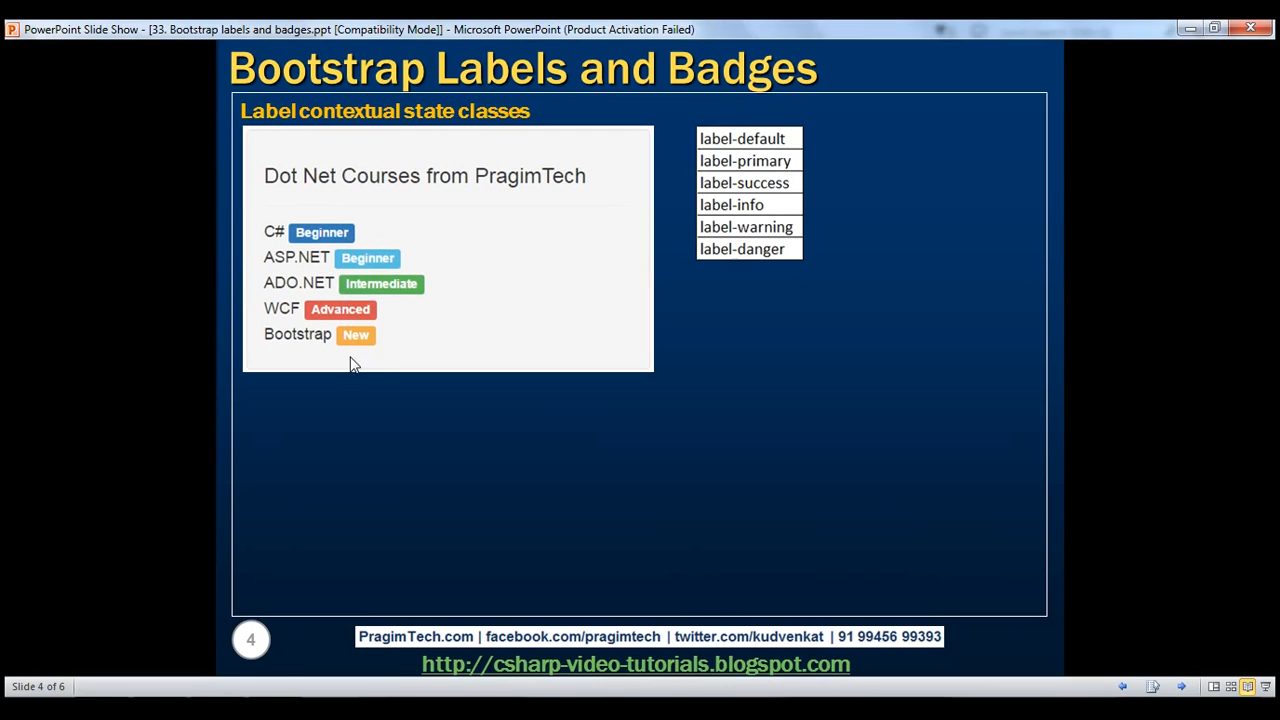 PowerPoint Slide Show - [33. Bootstrap labels and badges.ppt [Compatibility Mode]] - Microsoft PowerPoint (Product Activation Failed)
Bootstrap Labels and Badges
Label contextual state classes
Dot Net Courses from PragimTech
C# Beginner
ASP.NET Beginner
ADO.NET Intermediate
WCF Advanced
Bootstrap New
label-default
label-primary
label-success
label-info
label-warning
label-danger
4
PragimTech.com | facebook.com/pragimtech | twitter.com/kudvenkat | 91 99456 99393
http://csharp-video-tutorials.blogspot.com
Slide 4 of 6